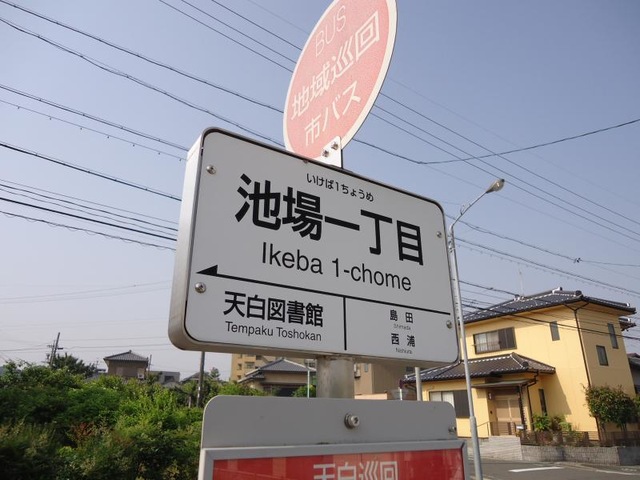 BUS
地域巡回
市バス
いけば1ちょうめ
池場一丁目
Ikeba 1-chome
天白図書館
Tempaku Toshokan
島田
Shimada
西浦
Nishiura
天白巡回